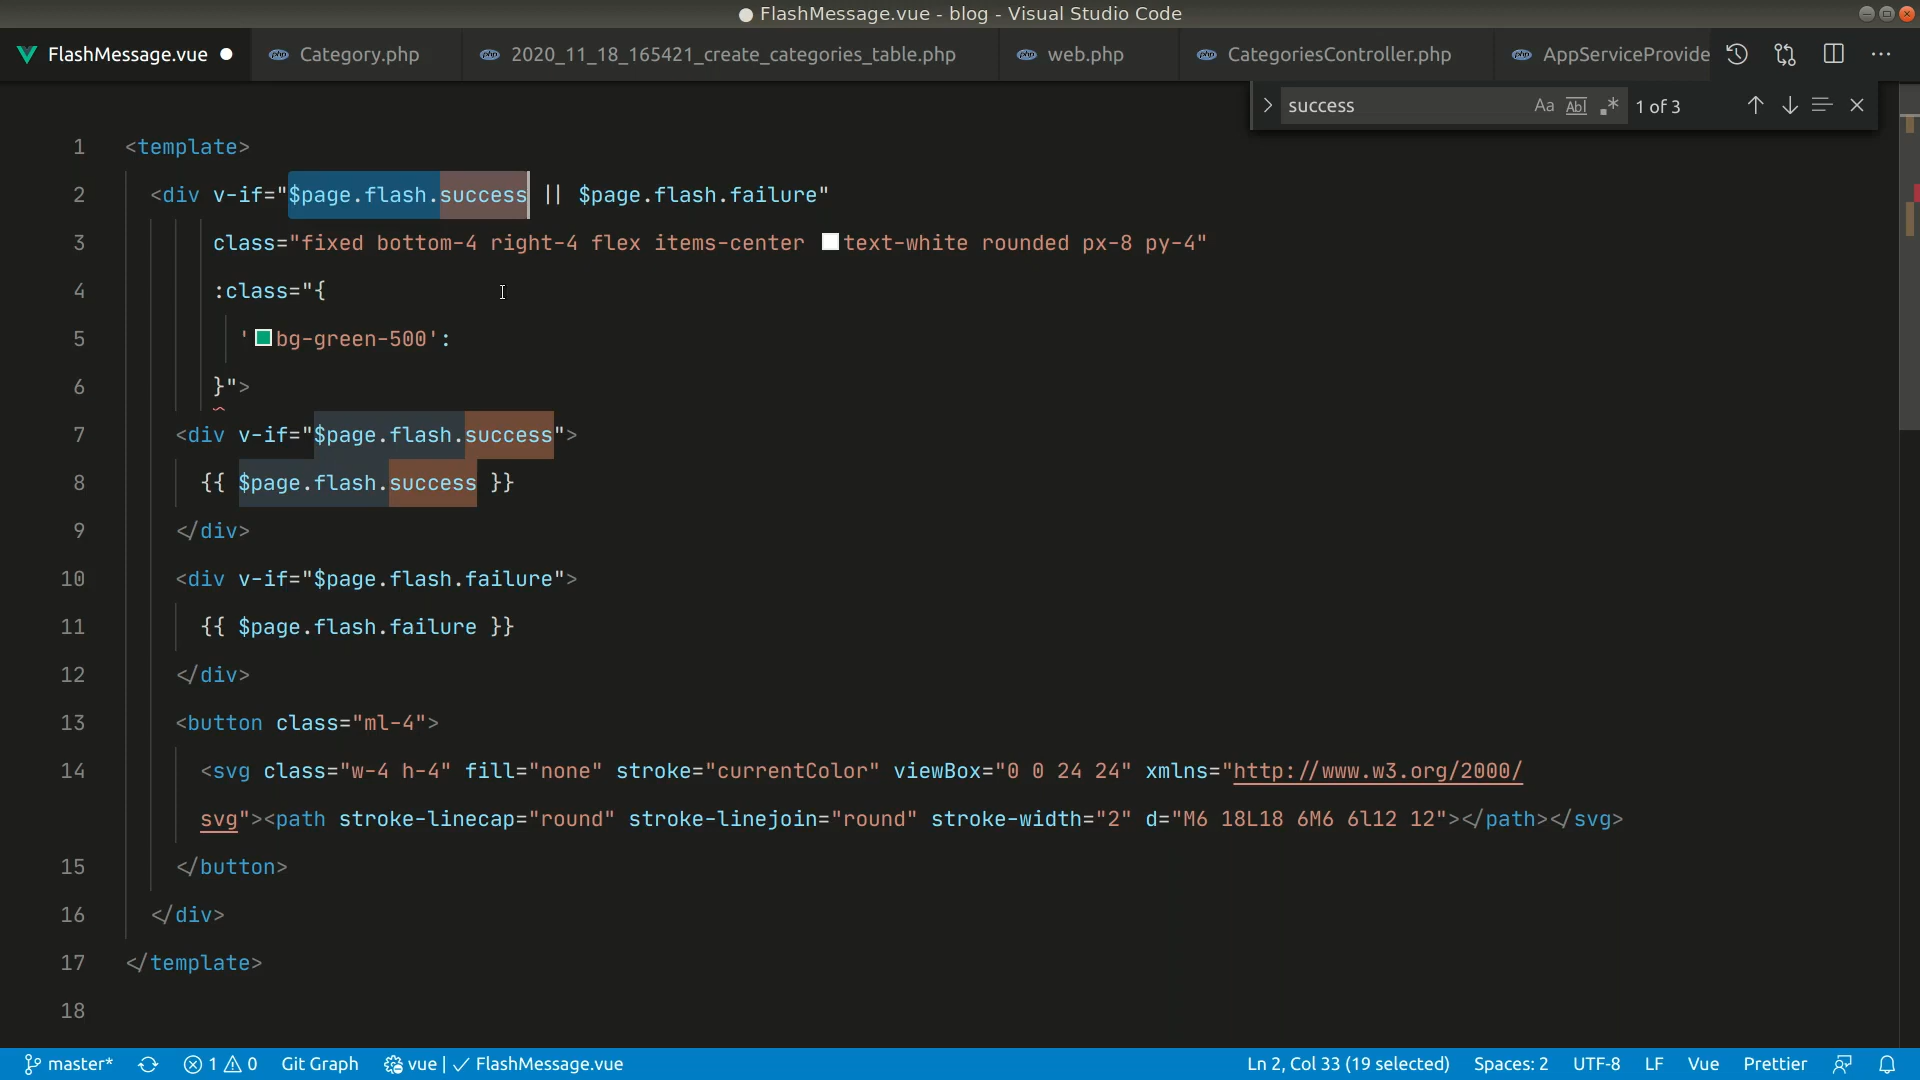 FlashMessage.vue - blog - Visual Studio Code
FlashMessage.vue
Category.php
2020_11_18_165421_create_categories_table.php
web.php
CategoriesController.php
AppServiceProvide
success
Aa
Abl
.*
1 of 3
1 <template>
2 <div v-if="$page.flash.success || $page.flash.failure"
3 class="fixed bottom-4 right-4 flex items-center text-white rounded px-8 py-4"
4 :class="{
5 'bg-green-500':
6 }">
7 <div v-if="$page.flash.success">
8 {{ $page.flash.success }}
9 </div>
10 <div v-if="$page.flash.failure">
11 {{ $page.flash.failure }}
12 </div>
13 <button class="ml-4">
14 <svg class="w-4 h-4" fill="none" stroke="currentColor" viewBox="0 0 24 24" xmlns="http://www.w3.org/2000/
svg"><path stroke-linecap="round" stroke-linejoin="round" stroke-width="2" d="M6 18L18 6M6 6l12 12"></path></svg>
15 </button>
16 </div>
17 </template>
18
master* 1 0 Git Graph vue | ✓ FlashMessage.vue Ln 2, Col 33 (19 selected) Spaces: 2 UTF-8 LF Vue Prettier